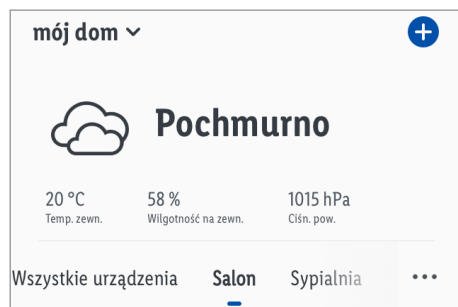 mój dom
Pochmurno
20 °C 58 % 1015 hPa
Temp. zewn. Wilgotność na zewn. Ciśn. pow.
Wszystkie urządzenia Salon Sypialnia